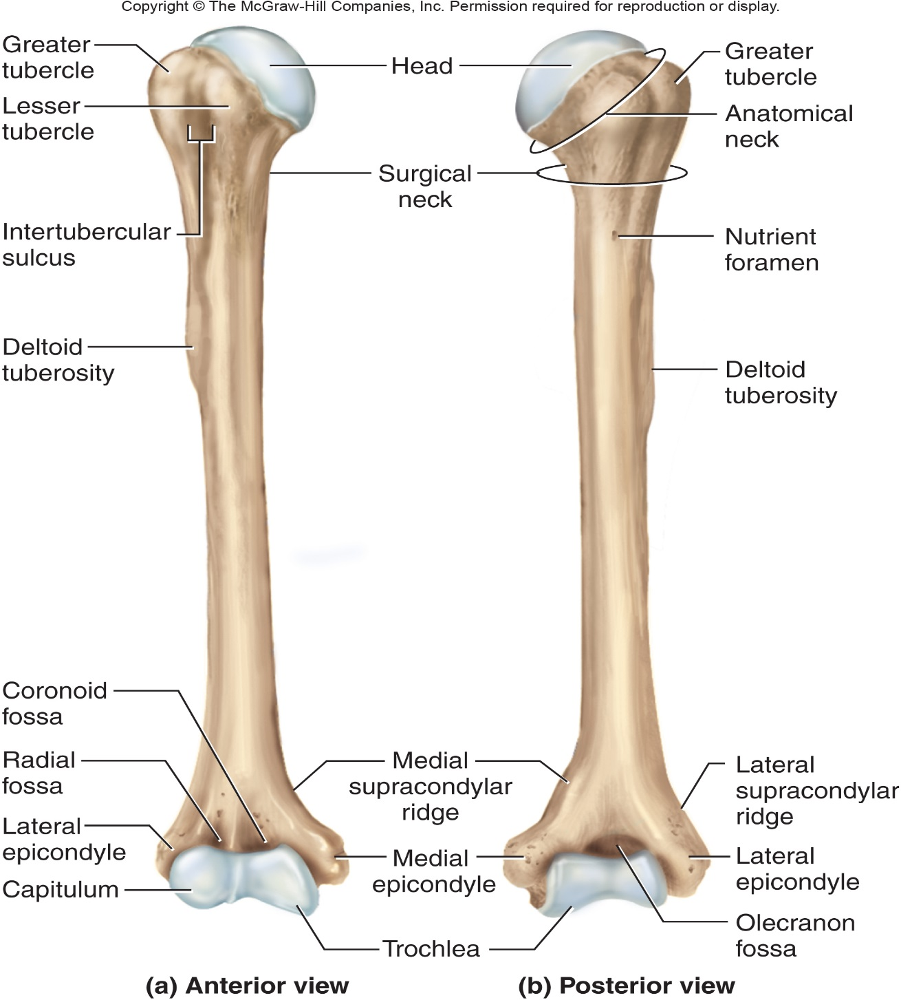 Copyright © The McGraw-Hill Companies, Inc. Permission required for reproduction or display.
Greater
tubercle
Lesser
tubercle
Intertubercular
sulcus
Deltoid
tuberosity
Coronoid
fossa
Radial
fossa
Lateral
epicondyle
Capitulum
Head
Surgical
neck
Medial
supracondylar
ridge
Medial
epicondyle
Trochlea
Greater
tubercle
Anatomical
neck
Nutrient
foramen
Deltoid
tuberosity
Lateral
supracondylar
ridge
Lateral
epicondyle
Olecranon
fossa
(a) Anterior view
(b) Posterior view